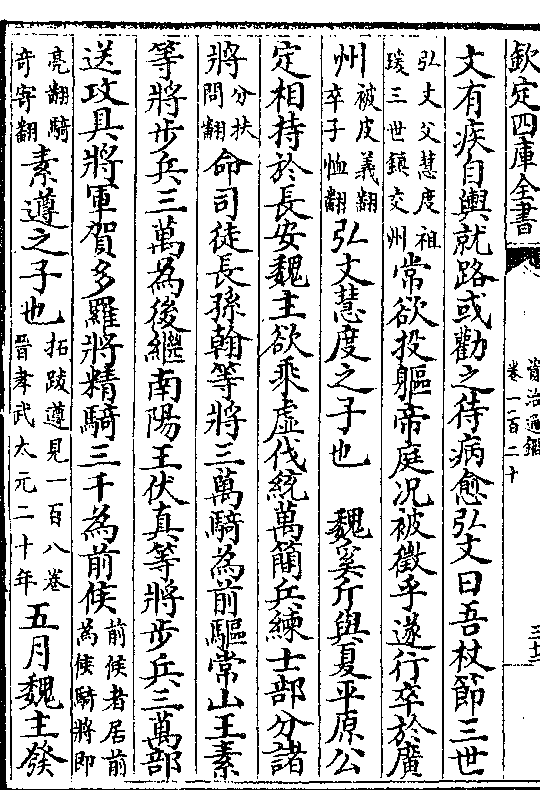 欽定四庫全書
資治通鑑
卷一百二十
文有疾自輿就路或勸之待病愈弘文曰吾杖節三世
弘文父慧度祖
瑗三世鎮交州
常欲投軀帝庭况被徵乎遂行卒於廣
州
被皮義翻
卒子恤翻
弘文慧度之子也 魏奚斤與夏平原公
定相持於長安魏主欲乘虚伐統萬簡兵練士部分諸
將
分扶
問翻
命司徒長孫翰等將三萬騎為前驅常山王素
等將步兵三萬為後繼南陽王伏真等將步兵三萬部
送攻具將軍賀多羅將精騎三千為前候
前候者居前
為候騎將即
亮翻騎
奇寄翻
素遵之子也
拓跋遵見一百八卷
晉孝武太元二十年
五月魏主發